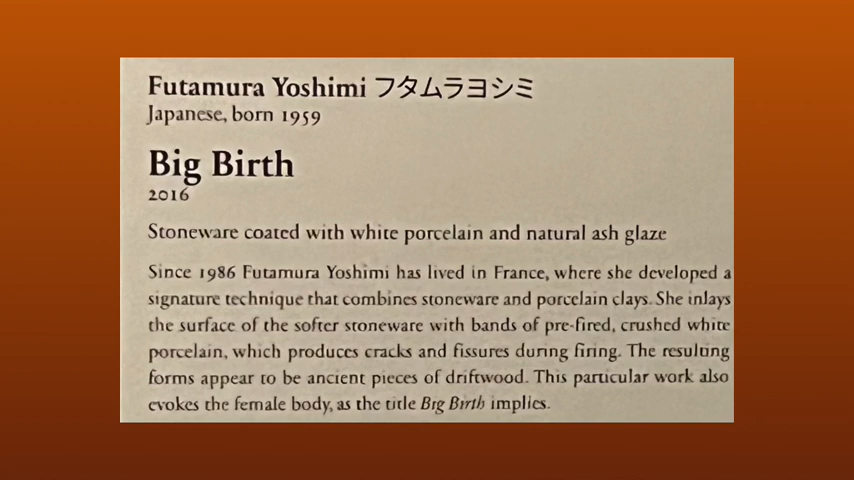 Futamura Yoshimi フタムラヨシミ
Japanese, born 1959
Big Birth
2016
Stoneware coated with white porcelain and natural ash glaze
Since 1986 Futamura Yoshimi has lived in France, where she developed a
signature technique that combines stoneware and porcelain clays. She inlays
the surface of the softer stoneware with bands of pre-fired, crushed white
porcelain, which produces cracks and fissures during firing. The resulting
forms appear to be ancient pieces of driftwood. This particular work also
evokes the female body, as the title Big Birth implies.